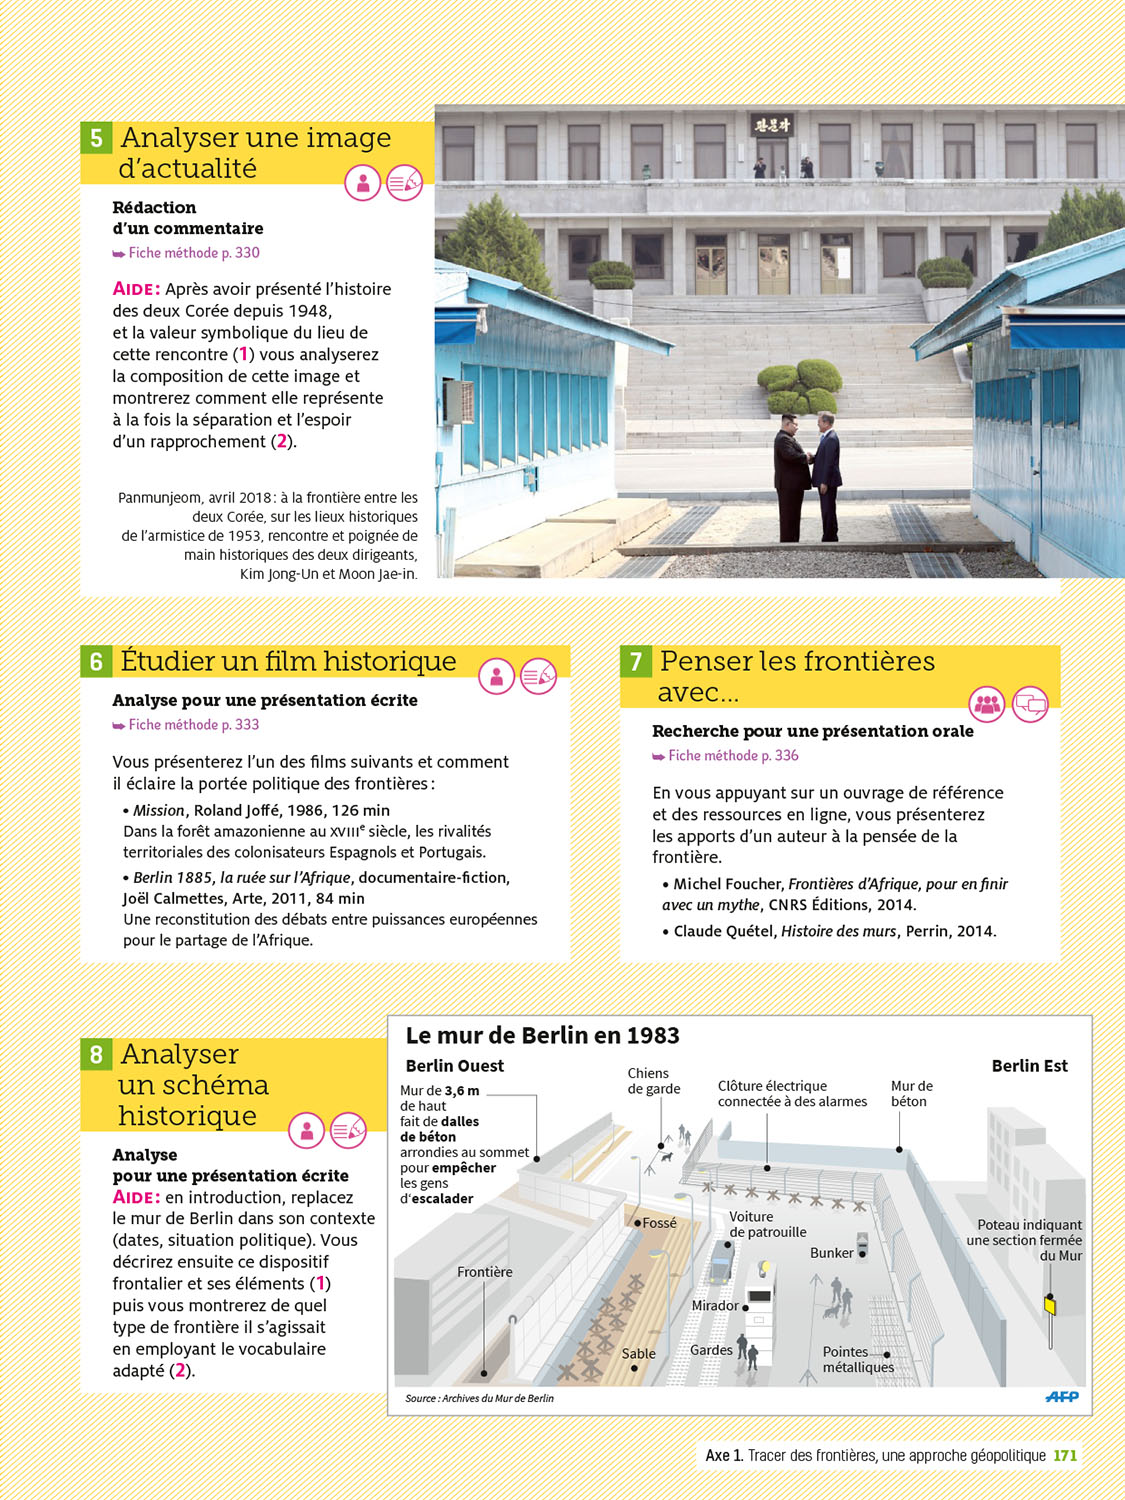 5 Analyser une image
d’actualité
Rédaction
d’un commentaire
➥ Fiche méthode p. 330
AIDE : Après avoir présenté l’histoire
des deux Corée depuis 1948,
et la valeur symbolique du lieu de
cette rencontre (1) vous analyserez
la composition de cette image et
montrerez comment elle représente
à la fois la séparation et l’espoir
d’un rapprochement (2).
Panmunjeom, avril 2018 : à la frontière entre les
deux Corée, sur les lieux historiques
de l’armistice de 1953, rencontre et poignée de
main historiques des deux dirigeants,
Kim Jong-Un et Moon Jae-in.
판문각
6 Étudier un film historique
Analyse pour une présentation écrite
➥ Fiche méthode p. 333
Vous présenterez l’un des films suivants et comment
il éclaire la portée politique des frontières :
• Mission, Roland Joffé, 1986, 126 min
Dans la forêt amazonienne au XVIIIe siècle, les rivalités
territoriales des colonisateurs Espagnols et Portugais.
• Berlin 1885, la ruée sur l’Afrique, documentaire-fiction,
Joël Calmettes, Arte, 2011, 84 min
Une reconstitution des débats entre puissances européennes
pour le partage de l’Afrique.
7 Penser les frontières
avec...
Recherche pour une présentation orale
➥ Fiche méthode p. 336
En vous appuyant sur un ouvrage de référence
et des ressources en ligne, vous présenterez
les apports d’un auteur à la pensée de la
frontière.
• Michel Foucher, Frontières d’Afrique, pour en finir
avec un mythe, CNRS Éditions, 2014.
• Claude Quétel, Histoire des murs, Perrin, 2014.
8 Analyser
un schéma
historique
Analyse
pour une présentation écrite
AIDE : en introduction, replacez
le mur de Berlin dans son contexte
(dates, situation politique). Vous
décrirez ensuite ce dispositif
frontalier et ses éléments (1)
puis vous montrerez de quel
type de frontière il s’agissait
en employant le vocabulaire
adapté (2).
Le mur de Berlin en 1983
Berlin Ouest
Berlin Est
Mur de 3,6 m
de haut
fait de dalles
de béton
arrondies au sommet
pour empêcher
les gens
d’escalader
Chiens
de garde
Clôture électrique
connectée à des alarmes
Mur de
béton
Fossé
Voiture
de patrouille
Bunker
Poteau indiquant
une section fermée
du Mur
Frontière
Mirador
Sable
Gardes
Pointes
métalliques
Source : Archives du Mur de Berlin
AFP
Axe 1. Tracer des frontières, une approche géopolitique 171